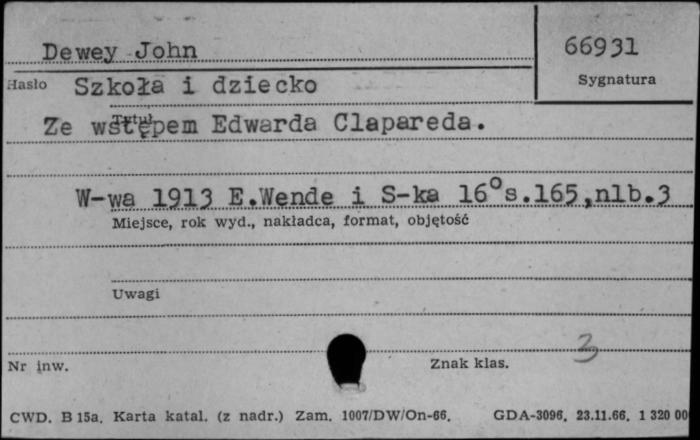 Dewey John
66931
Hasło
Sygnatura
Szkoła i dziecko
Tytuł
Ze wstępem Edwarda Clapareda.
W-wa 1913 E.Wende i S-ka 16° s.165,nlb.3
Miejsce, rok wyd., nakładca, format, objętość
Uwagi
Nr inw.
Znak klas. 3
CWD. B 15a. Karta katal. (z nadr.) Zam. 1007/DW/On-66. GDA-3096. 23.11.66. 1 320 00